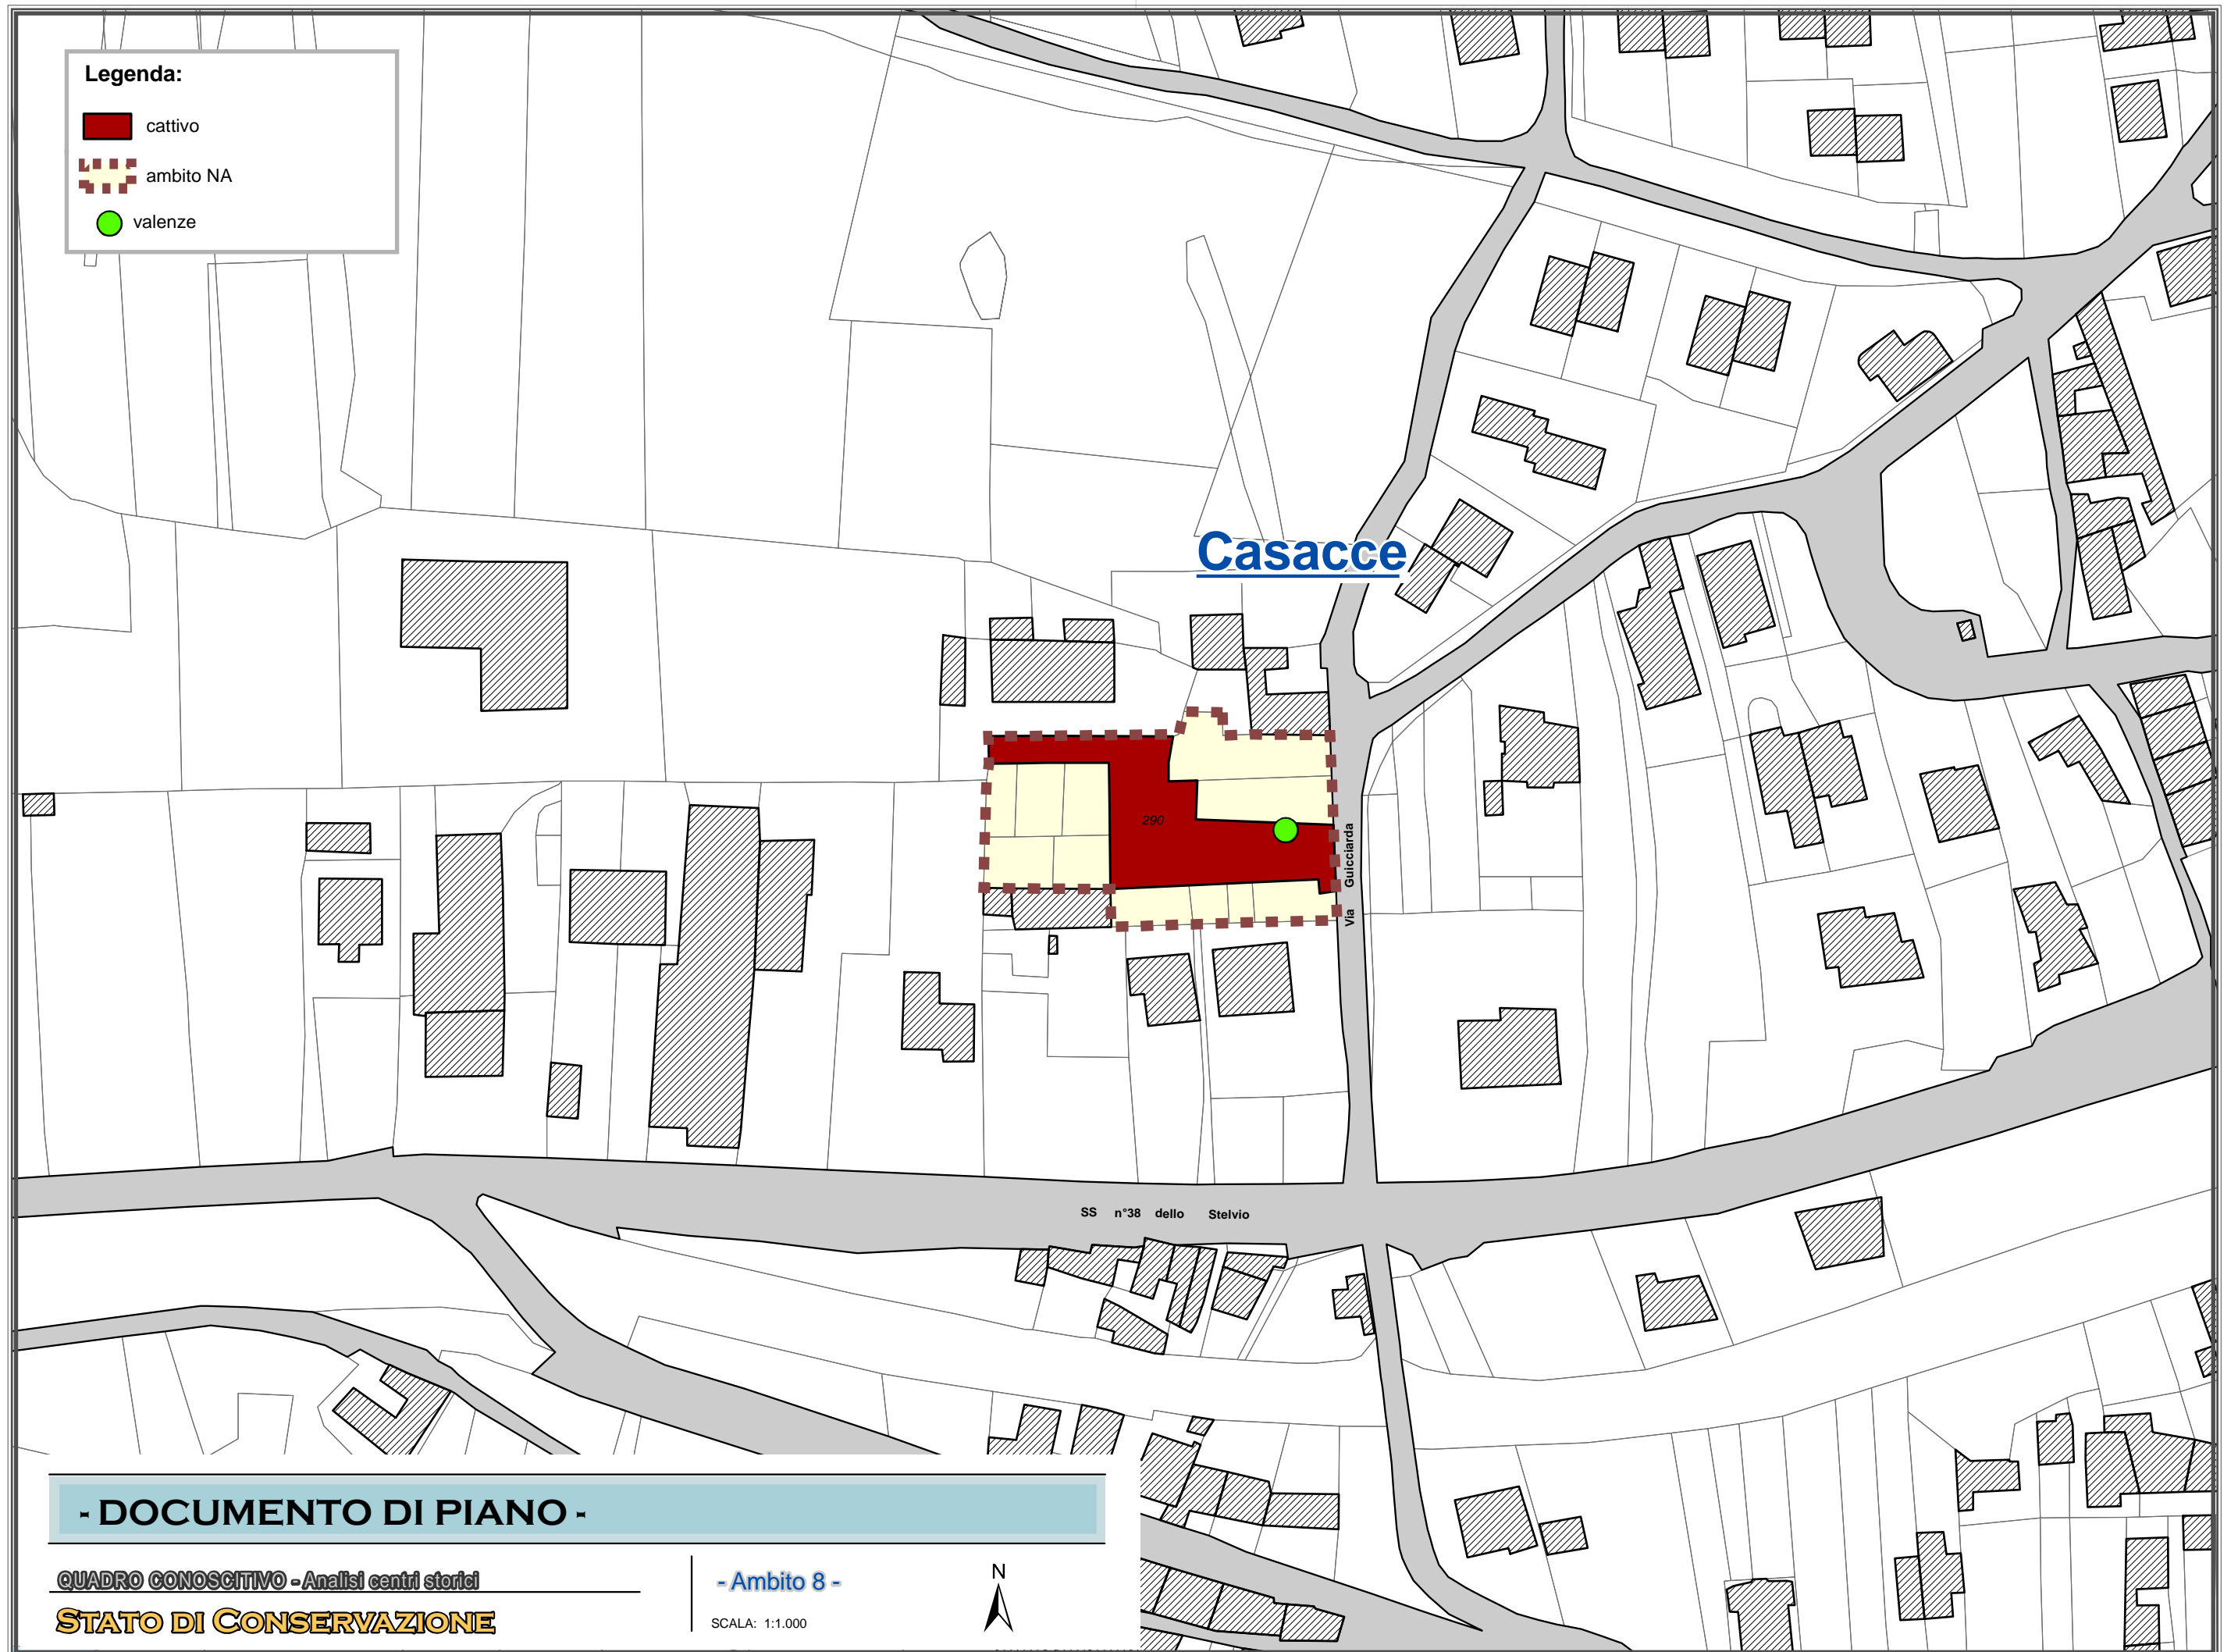 Legenda:
cattivo
ambito NA
valenze
Casacce
290
Via Guicciarda
SS n°38 dello Stelvio
- DOCUMENTO DI PIANO -
QUADRO CONOSCITIVO - Analisi centri storici
STATO DI CONSERVAZIONE
- Ambito 8 -
SCALA: 1:1.000
N